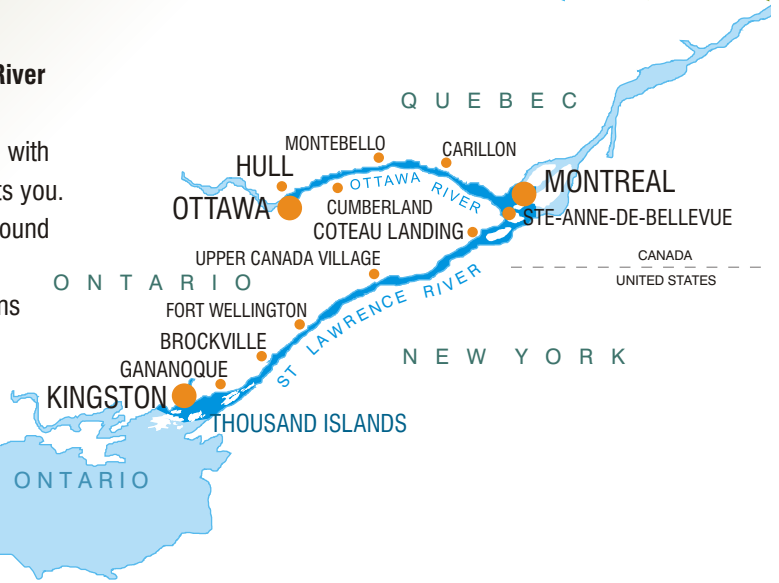 River
with
ts you.
ound
ns
QUEBEC
MONTEBELLO
CARILLON
HULL
OTTAWA RIVER
MONTREAL
OTTAWA
CUMBERLAND
STE-ANNE-DE-BELLEVUE
COTEAU LANDING
UPPER CANADA VILLAGE
CANADA
UNITED STATES
ONTARIO
FORT WELLINGTON
ST LAWRENCE RIVER
BROCKVILLE
NEW YORK
GANANOQUE
KINGSTON
THOUSAND ISLANDS
ONTARIO